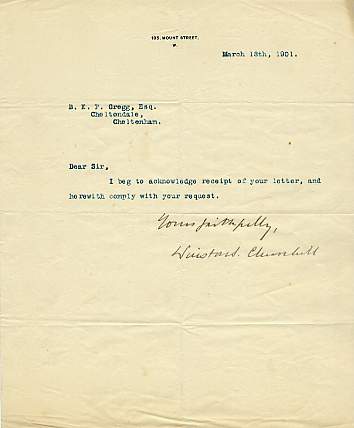 105, MOUNT STREET,
W.
March 13th, 1901.
B. K. P. Gregg, Esq.
Cheltondale,
Cheltenham.
Dear Sir,
I beg to acknowledge receipt of your letter, and
herewith comply with your request.
Yours faithfully,
Winston S. Churchill